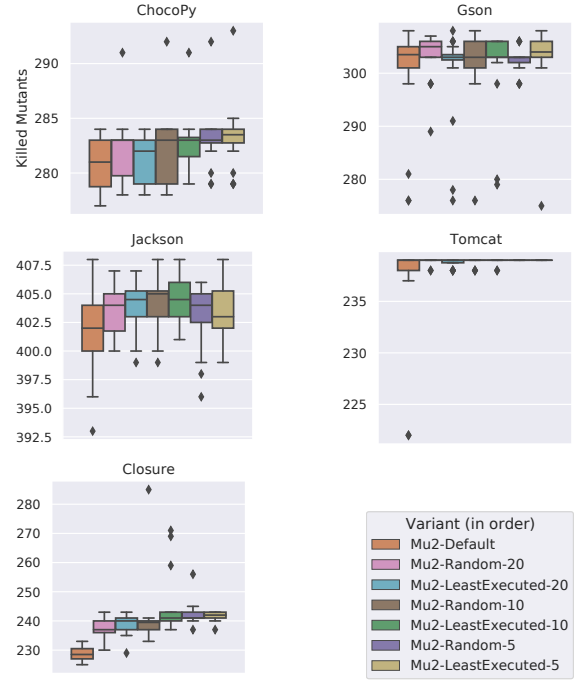 ChocoPy
Killed Mutants
290
285
280
Gson
300
290
280
Jackson
407.5
405.0
402.5
400.0
397.5
395.0
392.5
Tomcat
235
230
225
Closure
280
270
260
250
240
230
Variant (in order)
Mu2-Default
Mu2-Random-20
Mu2-LeastExecuted-20
Mu2-Random-10
Mu2-LeastExecuted-10
Mu2-Random-5
Mu2-LeastExecuted-5